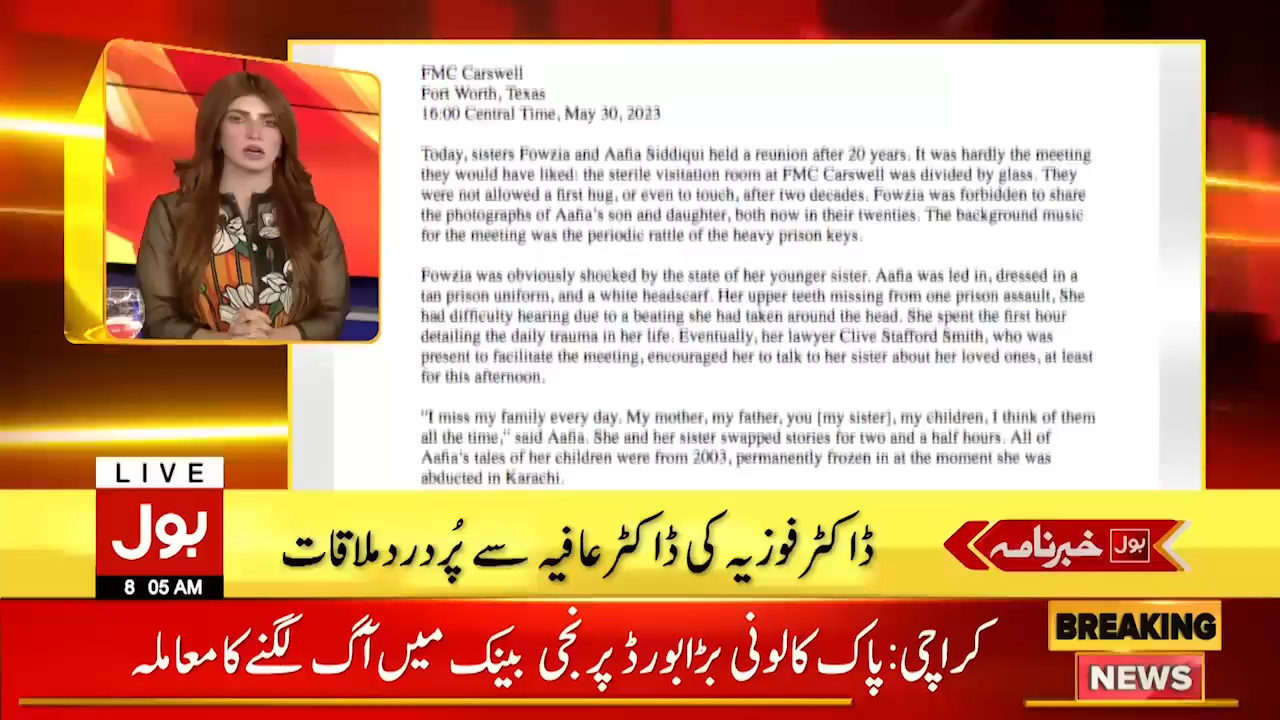 FMC Carswell
Fort Worth, Texas
16:00 Central Time, May 30, 2023
Today, sisters Fowzia and Aafia Siddiqui held a reunion after 20 years. It was hardly the meeting
they would have liked: the sterile visitation room at FMC Carswell was divided by glass. They
were not allowed a first hug, or even to touch, after two decades. Fowzia was forbidden to share
the photographs of Aafia's son and daughter, both now in their twenties. The background music
for the meeting was the periodic rattle of the heavy prison keys.
Fowzia was obviously shocked by the state of her younger sister. Aafia was led in, dressed in a
tan prison uniform, and a white headscarf. Her upper teeth missing from one prison assault, She
had difficulty hearing due to a beating she had taken around the head. She spent the first hour
detailing the daily trauma in her life. Eventually, her lawyer Clive Stafford Smith, who was
present to facilitate the meeting, encouraged her to talk to her sister about her loved ones, at least
for this afternoon.
"I miss my family every day. My mother, my father, you [my sister], my children, I think of them
all the time," said Aafia. She and her sister swapped stories for two and a half hours. All of
Aafia's tales of her children were from 2003, permanently frozen in at the moment she was
abducted in Karachi.
LIVE
بول
8 05 AM
بول خبرنامہ
ڈاکٹر فوزیہ کی ڈاکٹر عافیہ سے پُر درد ملاقات
کراچی: پاک کالونی بڑا بورڈ پر نجی بینک میں آگ لگنے کا معاملہ
BREAKING
NEWS